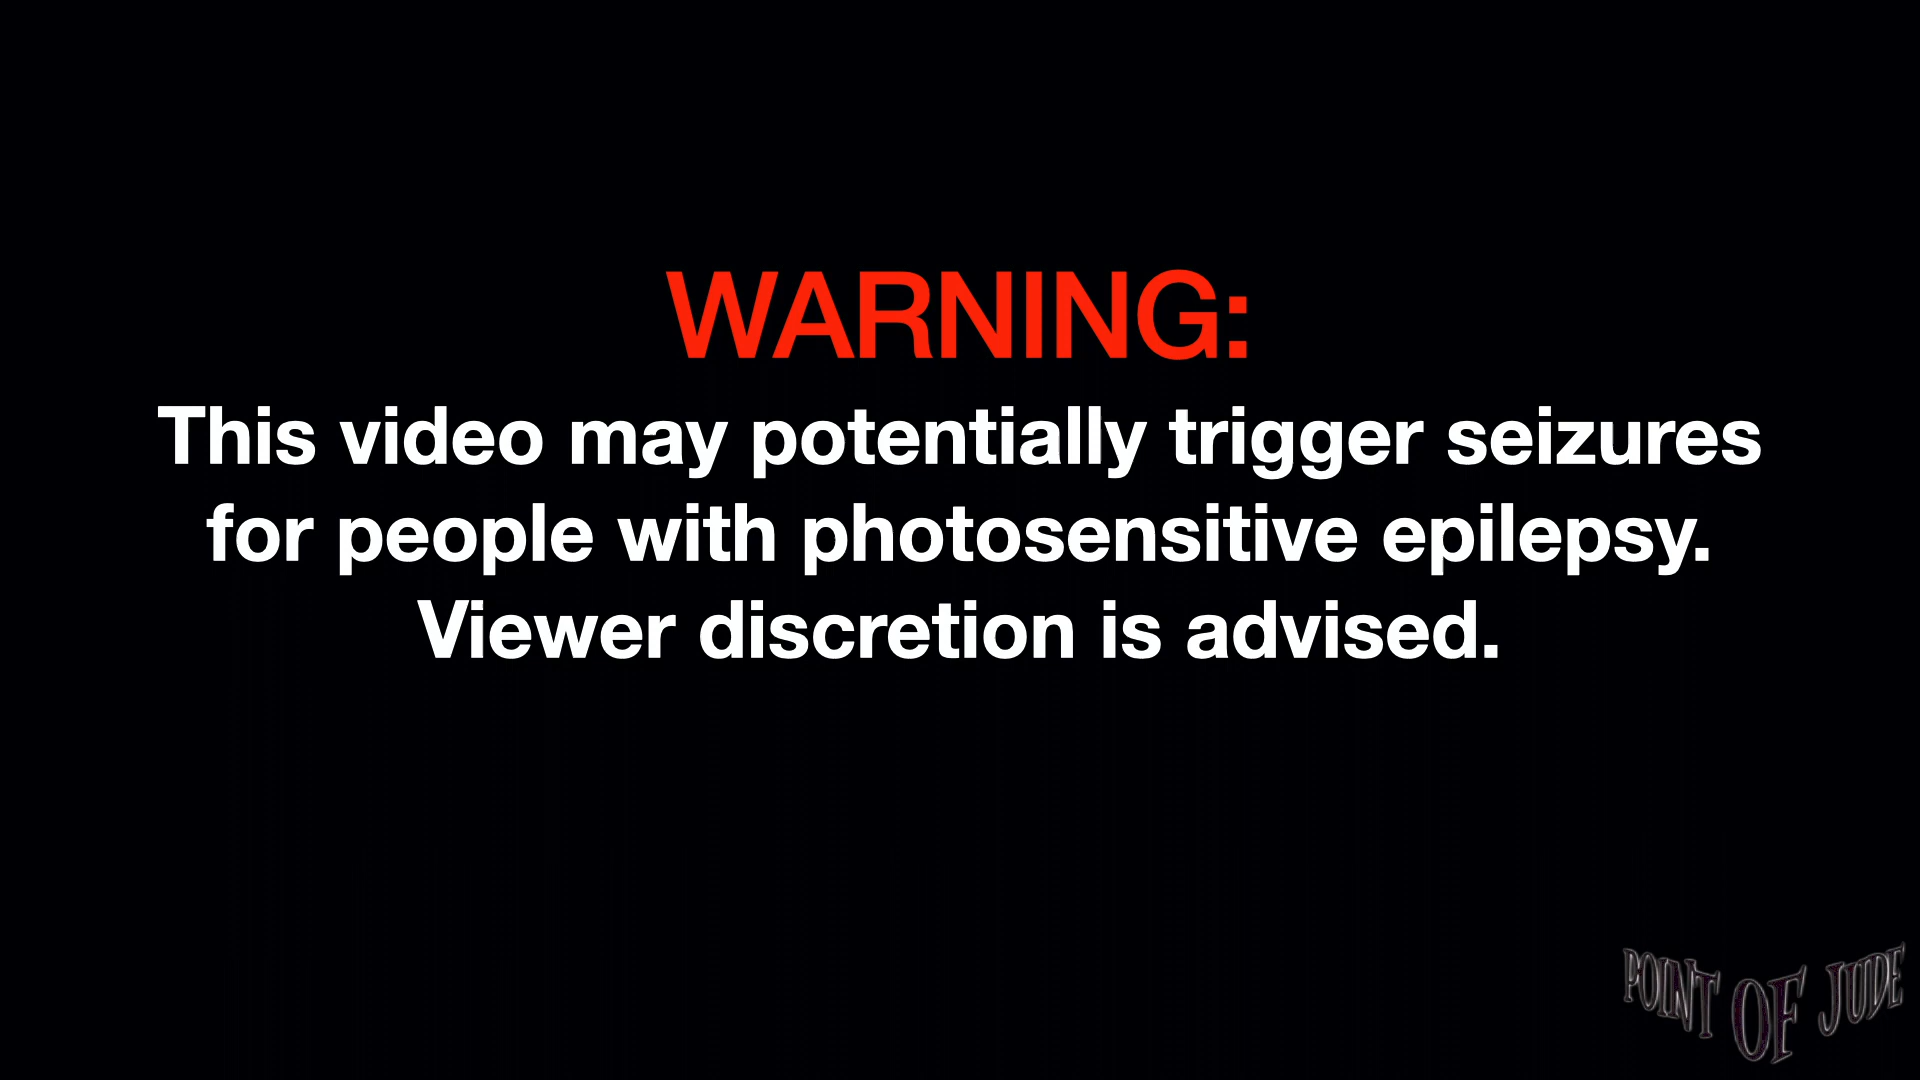 WARNING:
This video may potentially trigger seizures
for people with photosensitive epilepsy.
Viewer discretion is advised.
POINT OF JUDE